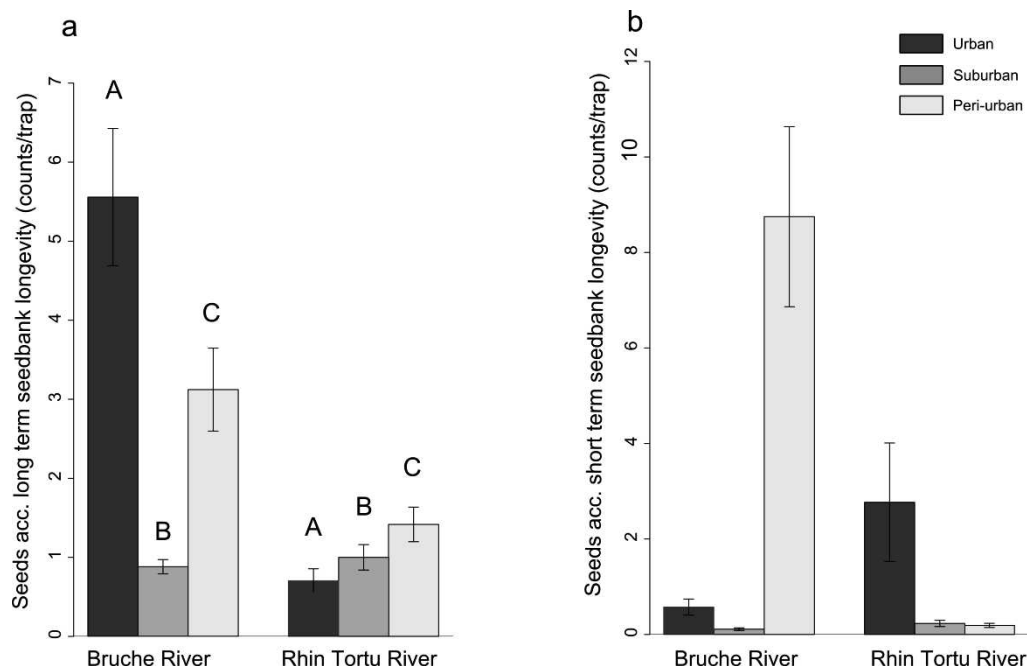 a
Seeds acc. long term seedbank longevity (counts/trap)
7
6
5
4
3
2
1
0
A
B
C
A
B
C
Bruche River
Rhin Tortu River
b
Seeds acc. short term seedbank longevity (counts/trap)
12
10
8
6
4
2
0
Urban
Suburban
Peri-urban
Bruche River
Rhin Tortu River